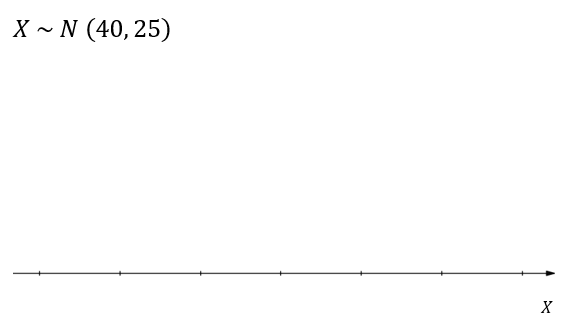 X ~ N (40, 25)
X